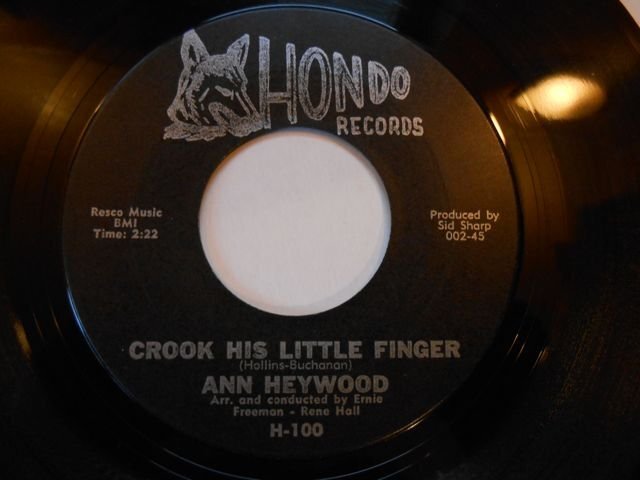 HONDO
RECORDS
Resco Music
BMI
Time: 2:22
Produced by
Sid Sharp
002-45
CROOK HIS LITTLE FINGER
(Hollins-Buchanan)
ANN HEYWOOD
Arr. and conducted by Ernie
Freeman - Rene Hall
H-100